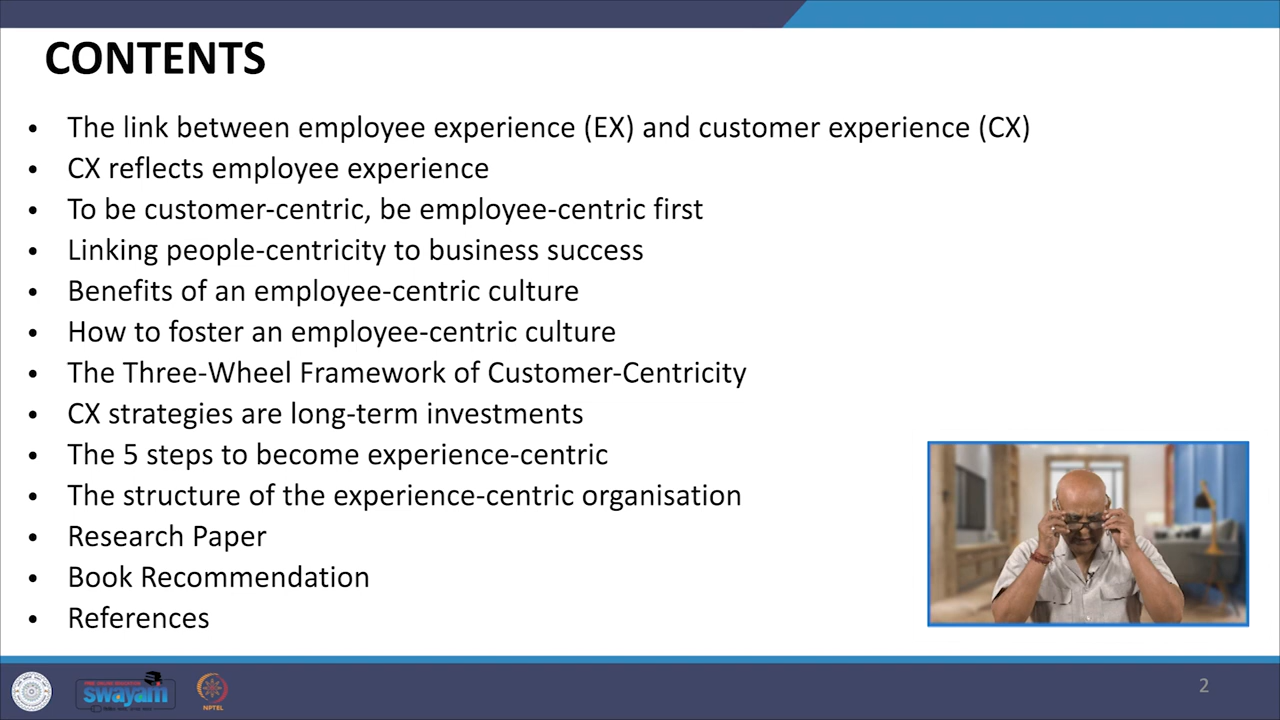 CONTENTS
• The link between employee experience (EX) and customer experience (CX)
• CX reflects employee experience
• To be customer-centric, be employee-centric first
• Linking people-centricity to business success
• Benefits of an employee-centric culture
• How to foster an employee-centric culture
• The Three-Wheel Framework of Customer-Centricity
• CX strategies are long-term investments
• The 5 steps to become experience-centric
• The structure of the experience-centric organisation
• Research Paper
• Book Recommendation
• References
swayam
NPTEL
2